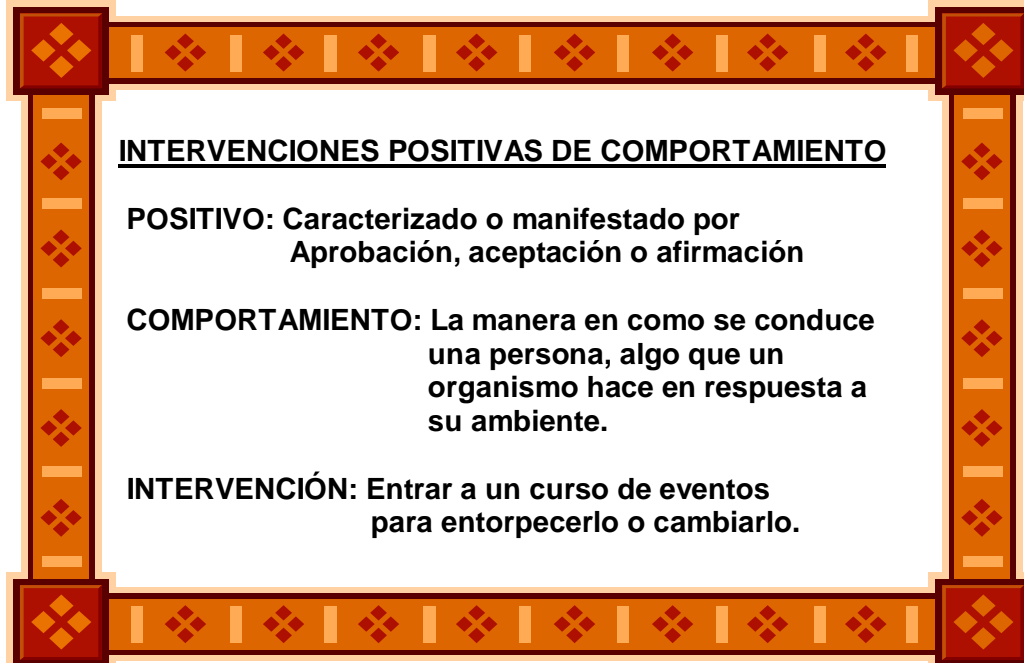 INTERVENCIONES POSITIVAS DE COMPORTAMIENTO
POSITIVO: Caracterizado o manifestado por
Aprobación, aceptación o afirmación
COMPORTAMIENTO: La manera en como se conduce
una persona, algo que un
organismo hace en respuesta a
su ambiente.
INTERVENCIÓN: Entrar a un curso de eventos
para entorpecerlo o cambiarlo.